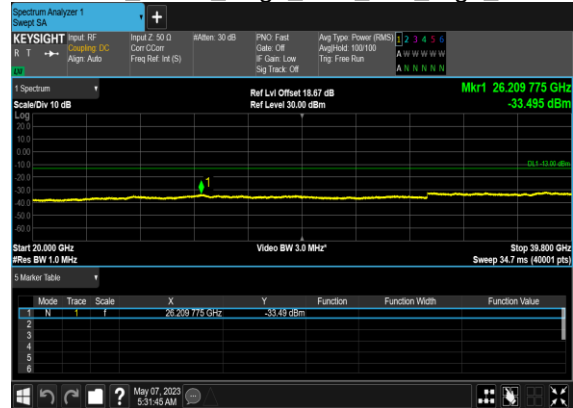 Spectrum Analyzer 1
Swept SA
+
KEYSIGHT Input: RF Input Z: 50 Ω #Atten: 30 dB PNO: Fast Avg Type: Power (RMS) 1 2 3 4 5 6
R T Coupling: DC Corr CCorr Gate: Off Avg|Hold: 100/100 A W W W W W
Align: Auto Freq Ref: Int (S) IF Gain: Low Trig: Free Run
Sig Track: Off A N N N N N
1 Spectrum Ref Lvl Offset 18.67 dB Mkr1 26.209 775 GHz
Scale/Div 10 dB Ref Level 30.00 dBm -33.495 dBm
Log
20.0
10.0
0.00
-10.0 DL1 -13.00 dBm
-20.0
1
-30.0
-40.0
-50.0
-60.0
Start 20.000 GHz Video BW 3.0 MHz* Stop 39.800 GHz
#Res BW 1.0 MHz Sweep 34.7 ms (40001 pts)
5 Marker Table
Mode Trace Scale X Y Function Function Width Function Value
1 N 1 f 26.209 775 GHz -33.49 dBm
2
3
4
5
6
? May 07, 2023
5:31:45 AM